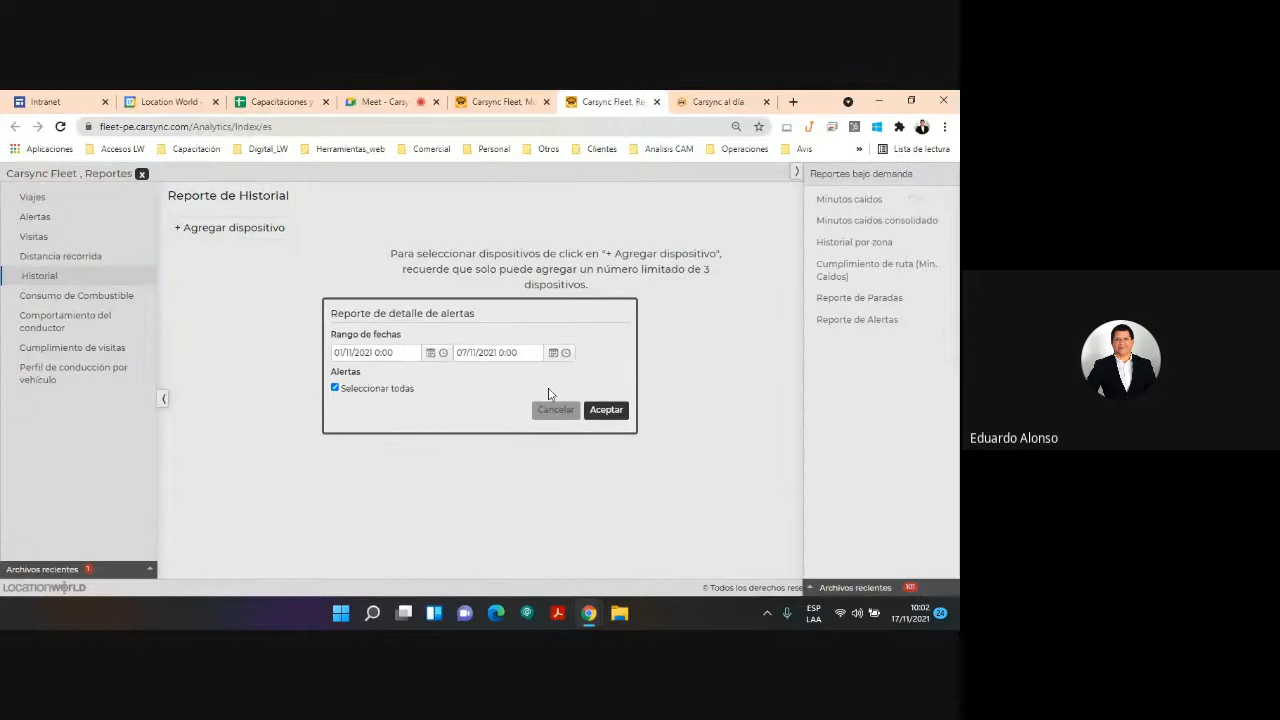 Intranet
Location World -
Capacitaciones y
Meet - Carsy
Carsync Fleet, Mu
Carsync Fleet, Re
Carsync al día
fleet-pe.carsync.com/Analytics/Index/es
Aplicaciones
Accesos LW
Capacitación
Digital_LW
Herramientas_web
Comercial
Personal
Otros
Clientes
Analisis CAM
Operaciones
Avis
»
Lista de lectura
Carsync Fleet , Reportes x
Viajes
Alertas
Visitas
Distancia recorrida
Historial
Consumo de Combustible
Comportamiento del
conductor
Cumplimiento de visitas
Perfil de conducción por
vehículo
Archivos recientes 1
LOCATIONWORLD
Reporte de Historial
+ Agregar dispositivo
Para seleccionar dispositivos de click en "+ Agregar dispositivo",
recuerde que solo puede agregar un número limitado de 3
dispositivos.
Reporte de detalle de alertas
Rango de fechas
01/11/2021 0:00
07/11/2021 0:00
Alertas
Seleccionar todas
Cancelar
Aceptar
© Todos los derechos rese
Reportes bajo demanda
Minutos caídos
Minutos caídos consolidado
Historial por zona
Cumplimiento de ruta (Min.
Caídos)
Reporte de Paradas
Reporte de Alertas
Archivos recientes 101
ESP
LAA
10:02
17/11/2021
24
Eduardo Alonso